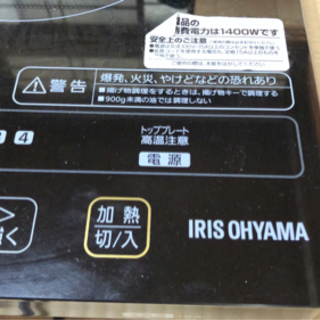 製品の
消費電力は1400Wです
安全上のご注意
警告
爆発、火災、やけどなどの恐れあり
■揚げ物調理をするときは、揚げ物キーで調理する
■900g未満の油では調理しない
4
トッププレート
高温注意
電源
加熱
切/入
IRIS OHYAMA